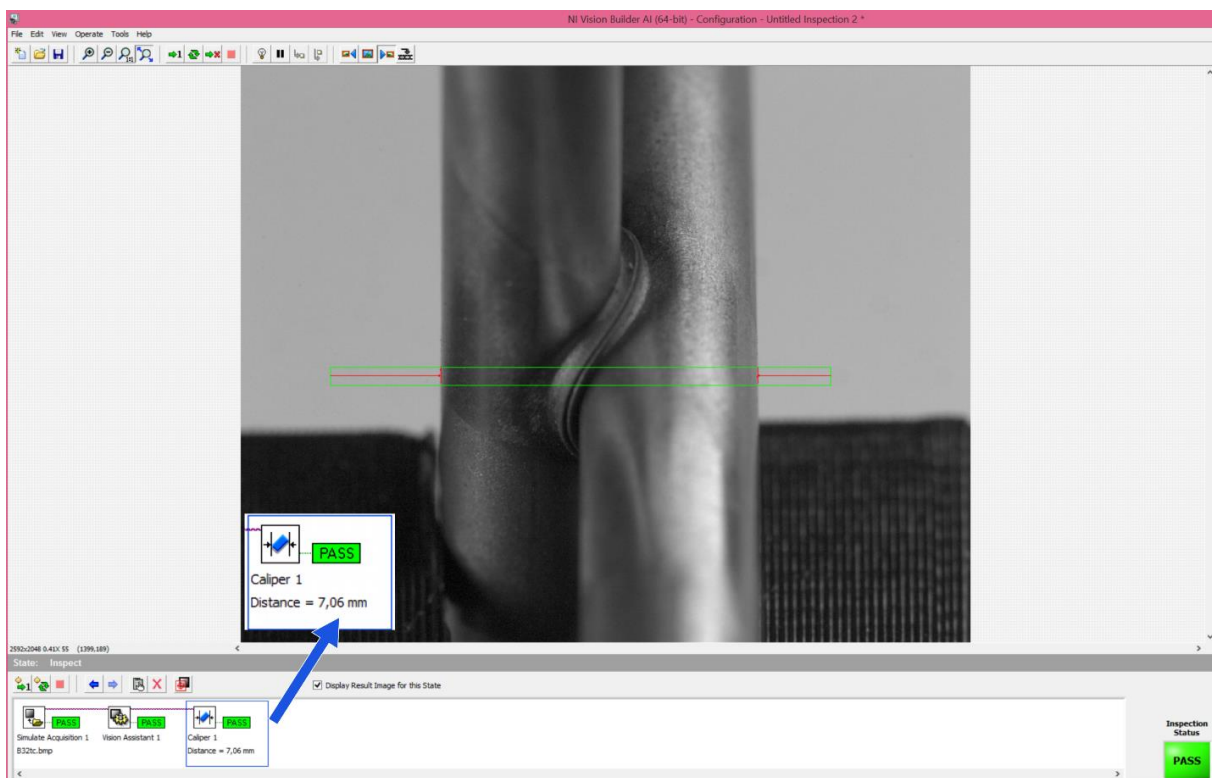 NI Vision Builder AI (64-bit) - Configuration - Untitled Inspection 2 *
File Edit View Operate Tools Help
PASS
Caliper 1
Distance = 7,06 mm
2592x2048 0.41X 55 (1399,189)
State: Inspect
Display Result Image for this State
PASS PASS PASS
Simulate Acquisition 1 Vision Assistant 1 Caliper 1
B32tc.bmp Distance = 7,06 mm
Inspection
Status
PASS